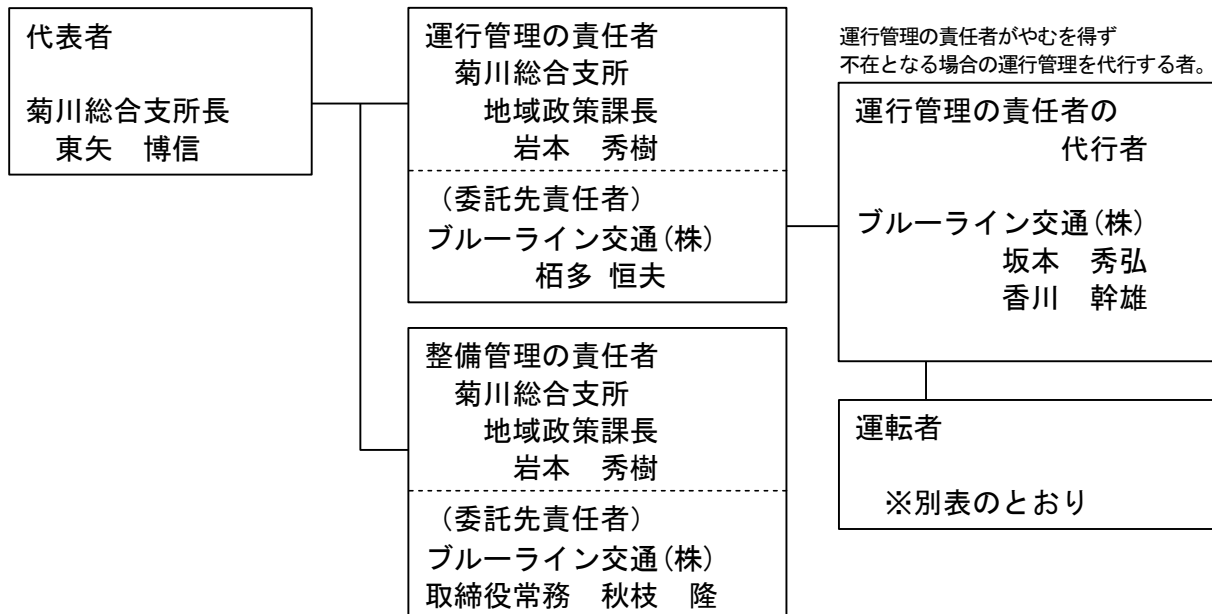 代表者
菊川総合支所長
東矢　博信
運行管理の責任者
菊川総合支所
地域政策課長
岩本　秀樹
（委託先責任者）
ブルーライン交通(株)
栢多 恒夫
整備管理の責任者
菊川総合支所
地域政策課長
岩本　秀樹
（委託先責任者）
ブルーライン交通(株)
取締役常務　秋枝　隆
運行管理の責任者がやむを得ず
不在となる場合の運行管理を代行する者。
運行管理の責任者の
代行者
ブルーライン交通(株)
坂本　秀弘
香川　幹雄
運転者
※別表のとおり